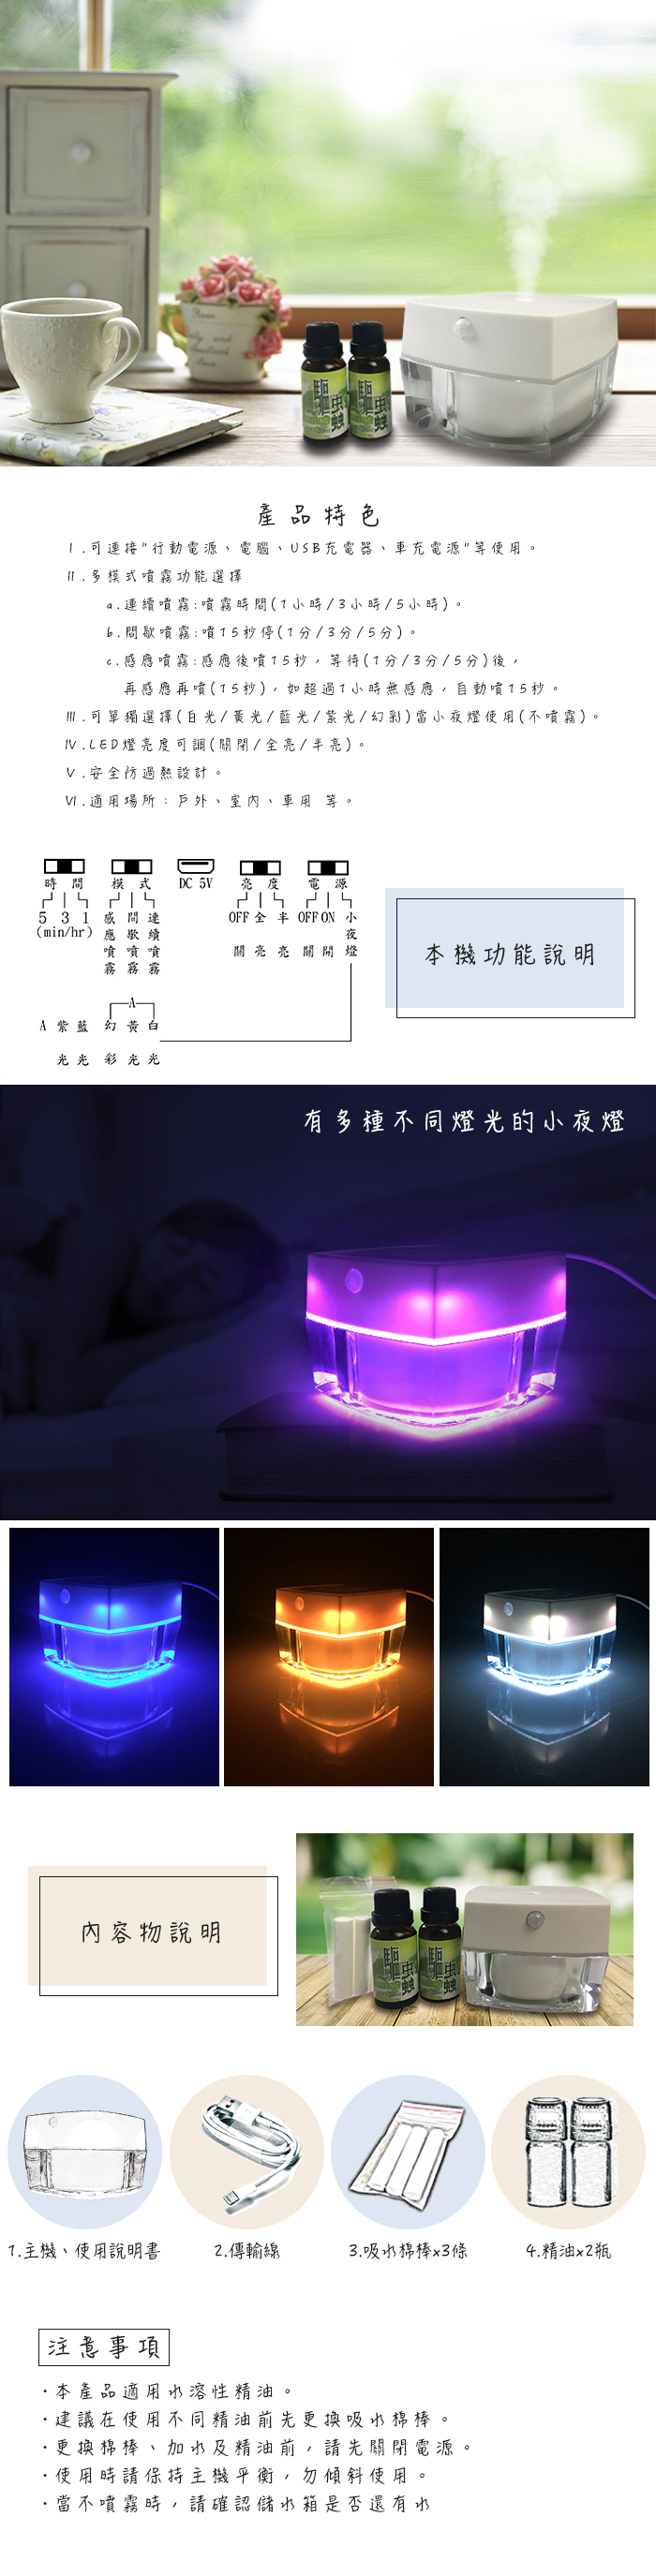 驅虫蟻
驅虫蟻
產品特色
I.可連接"行動電源、電腦、USB充電器、車充電源"等使用。
II.多模式噴霧功能選擇
a.連續噴霧:噴霧時間(1小時/3小時/5小時)。
b.間歇噴霧:噴15秒停(1分/3分/5分)。
c.感應噴霧:感應後噴15秒，等待(1分/3分/5分)後，
再感應再噴(15秒)，如超過1小時無感應，自動噴15秒。
III.可單獨選擇(白光/黃光/藍光/紫光/幻彩)當小夜燈使用(不噴霧)。
IV.LED燈亮度可調(關閉/全亮/半亮)。
V.安全防過熱設計。
VI.適用場所：戶外、室內、車用 等。
時間 模式 DC 5V 亮度 電源
5 3 1 感應噴霧 間歇噴霧 連續噴霧 OFF關 全亮 半亮 OFF關 ON開 小夜燈
(min/hr)
A
A 紫光 藍光 幻彩 黃光 白光
本機功能說明
有多種不同燈光的小夜燈
內容物說明
驅虫蟻
驅虫蟻
1.主機、使用說明書
2.傳輸線
3.吸水棉棒x3條
4.精油x2瓶
注意事項
·本產品適用水溶性精油。
·建議在使用不同精油前先更換吸水棉棒。
·更換棉棒、加水及精油前，請先關閉電源。
·使用時請保持主機平衡，勿傾斜使用。
·當不噴霧時，請確認儲水箱是否還有水